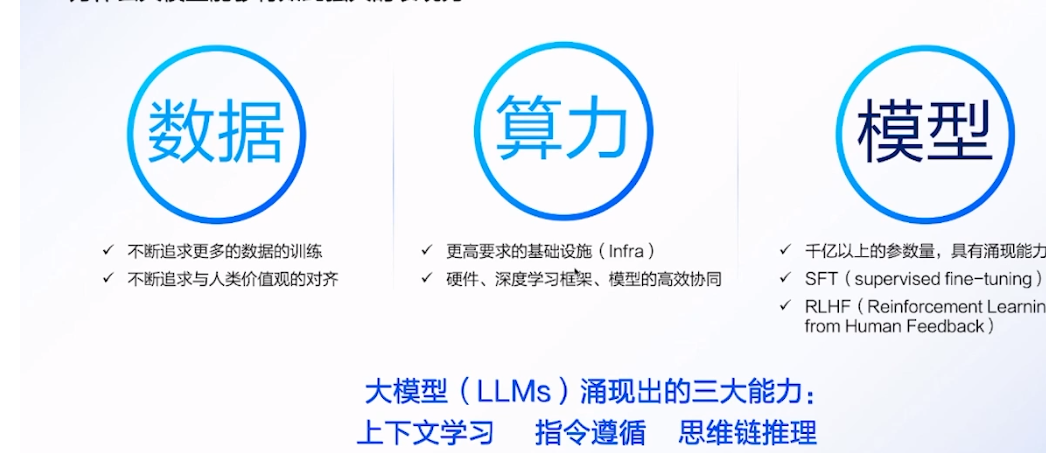 数据
算力
模型
✓ 不断追求更多的数据的训练
✓ 不断追求与人类价值观的对齐
✓ 更高要求的基础设施（Infra）
✓ 硬件、深度学习框架、模型的高效协同
✓ 千亿以上的参数量，具有涌现能力
✓ SFT（supervised fine-tuning）
✓ RLHF（Reinforcement Learnin
from Human Feedback）
大模型（LLMs）涌现出的三大能力：
上下文学习 指令遵循 思维链推理